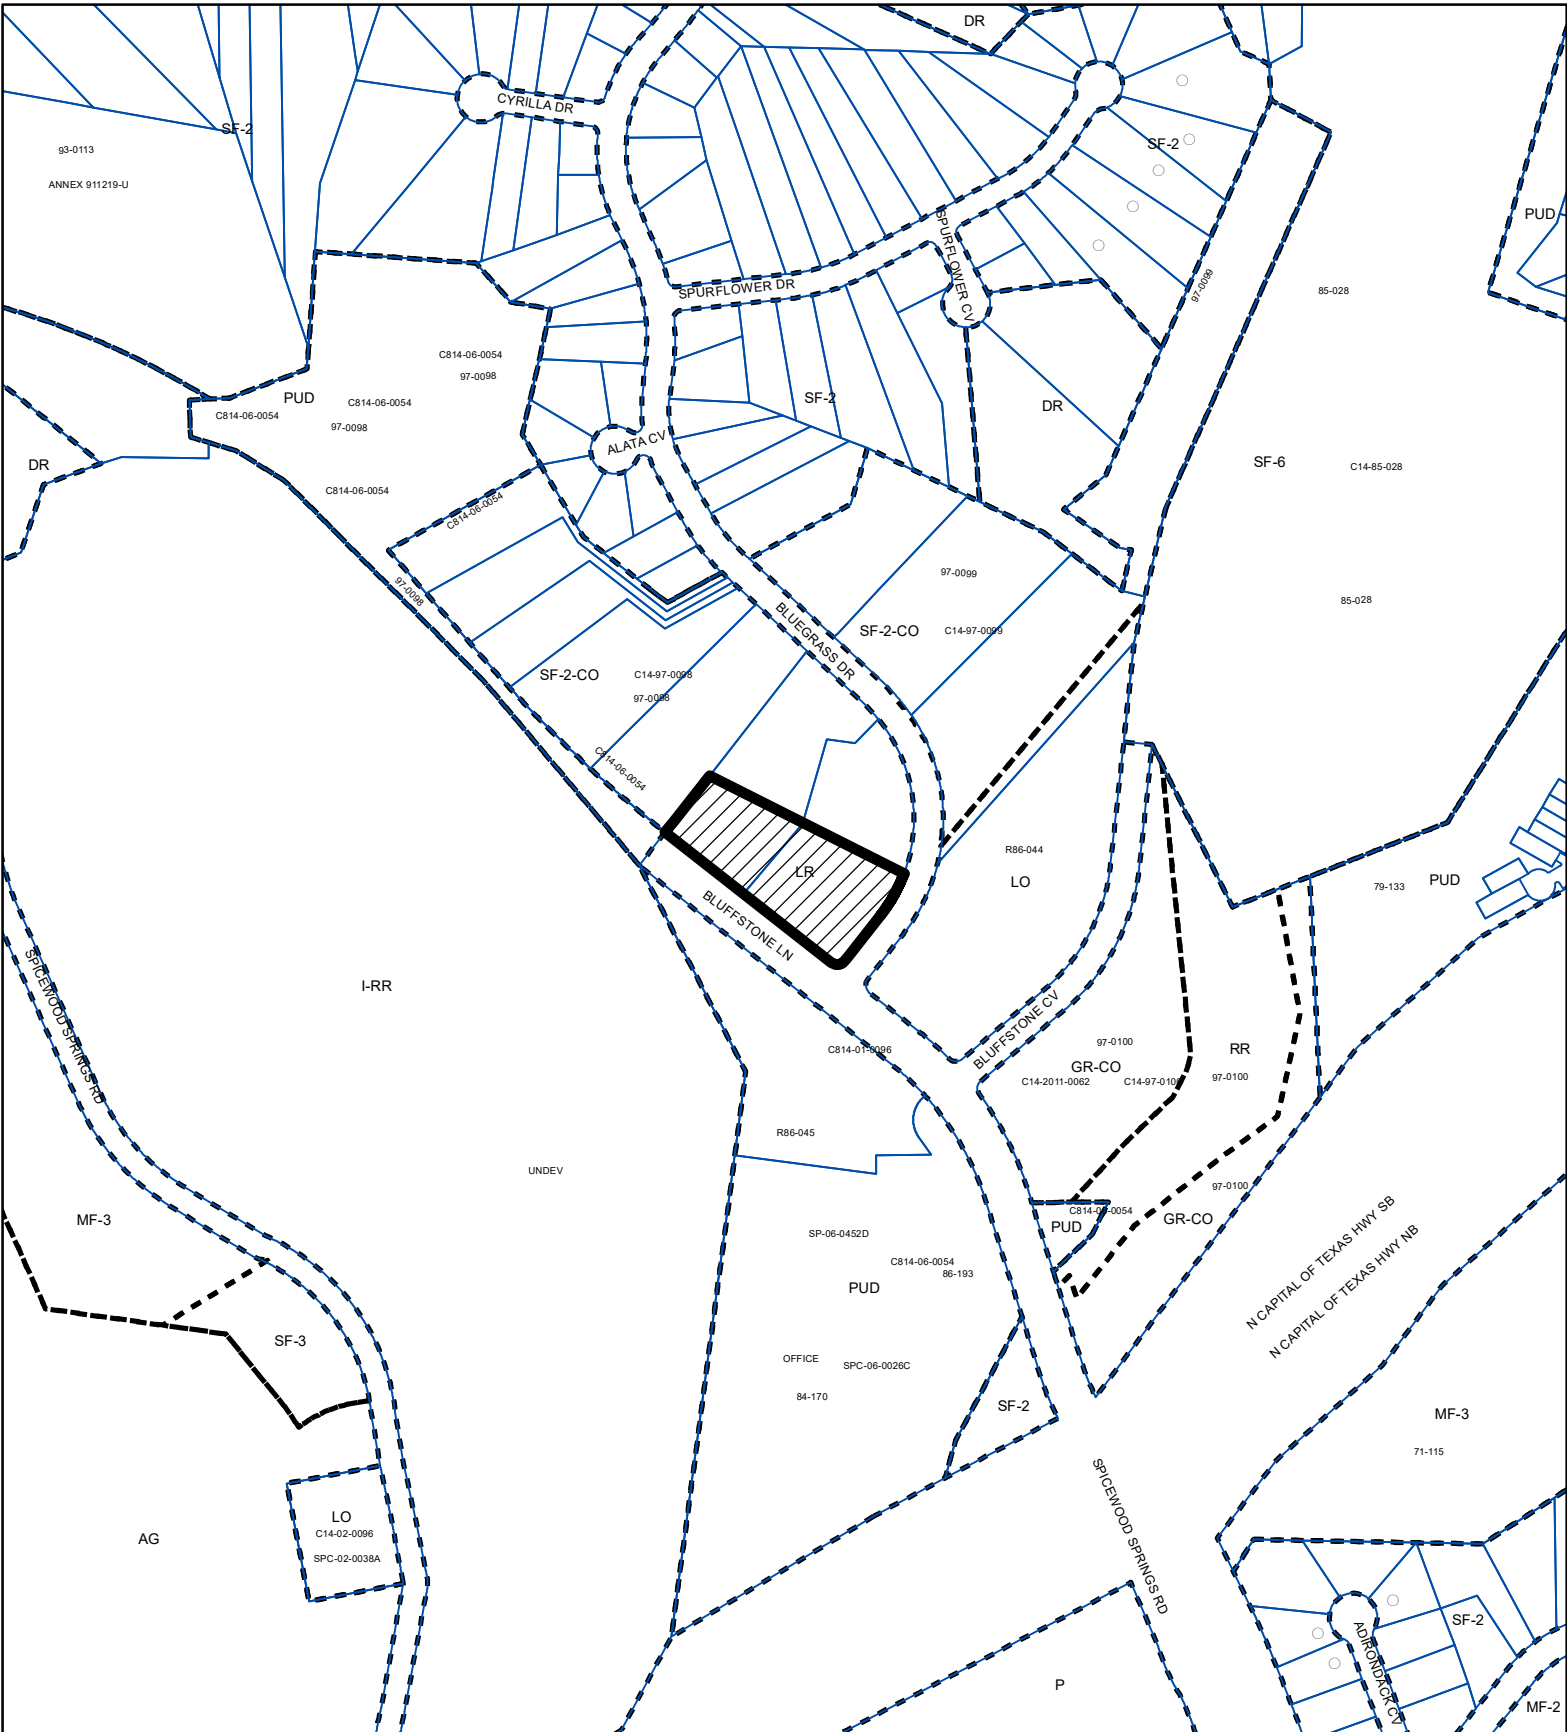 DR
CYRILLA DR
SF-2
93-0113
ANNEX 911219-U
SF-2
PUD
SPURFLOWER CV
SPURFLOWER DR
97-0099
85-028
C814-06-0054
97-0098
PUD
C814-06-0054
C814-06-0054
97-0098
SF-2
DR
ALATA CV
DR
SF-6
C14-85-028
C814-06-0054
C814-06-0054
97-0099
97-0098
85-028
BLUEGRASS DR
SF-2-CO
C14-97-0099
SF-2-CO
C14-97-0098
97-0098
C814-06-0054
R86-044
LO
LR
79-133
PUD
BLUFFSTONE LN
SPICEWOOD SPRINGS RD
I-RR
BLUFFSTONE CV
C814-01-0096
97-0100
RR
GR-CO
C14-2011-0062
97-0100
R86-045
UNDEV
97-0100
MF-3
PUD
GR-CO
SP-06-0452D
C814-06-0054
86-193
PUD
N CAPITAL OF TEXAS HWY SB
N CAPITAL OF TEXAS HWY NB
SF-3
OFFICE
SPC-06-0026C
84-170
SF-2
MF-3
71-115
SPICEWOOD SPRINGS RD
LO
C14-02-0096
SPC-02-0038A
AG
SF-2
ADIRONDACK CV
P
MF-2